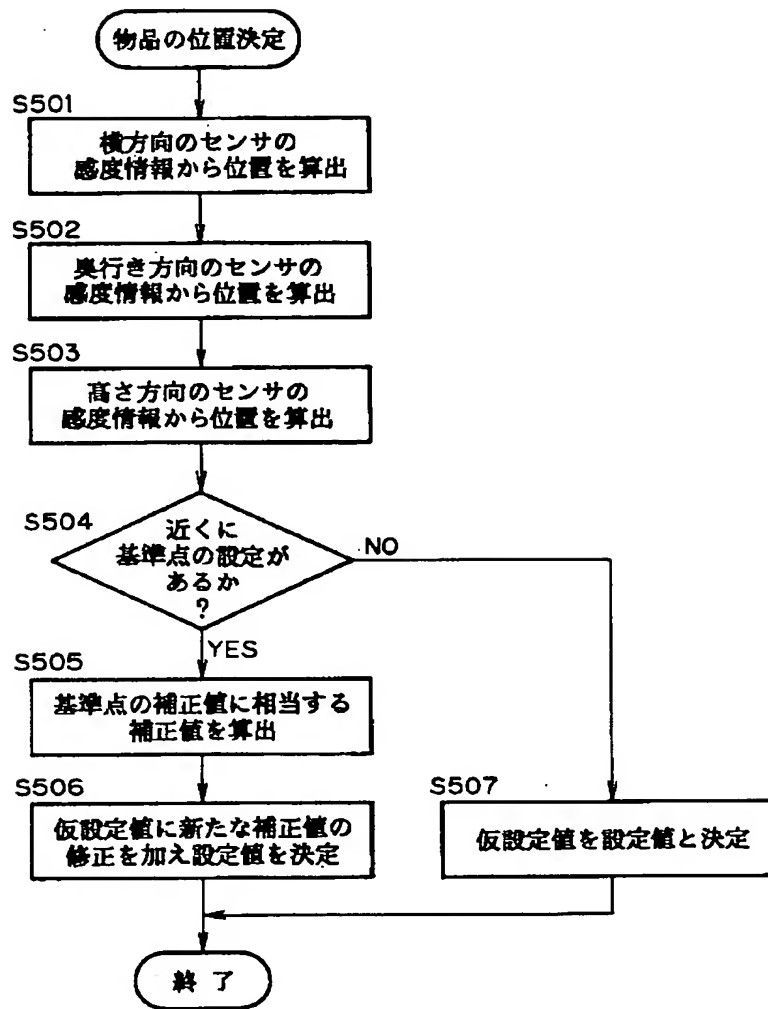 物品の位置決定
S501
横方向のセンサの
感度情報から位置を算出
S502
奥行き方向のセンサの
感度情報から位置を算出
S503
高さ方向のセンサの
感度情報から位置を算出
S504
近くに
基準点の設定が
あるか
?
NO
YES
S505
基準点の補正値に相当する
補正値を算出
S506
仮設定値に新たな補正値の
修正を加え設定値を決定
S507
仮設定値を設定値と決定
終了